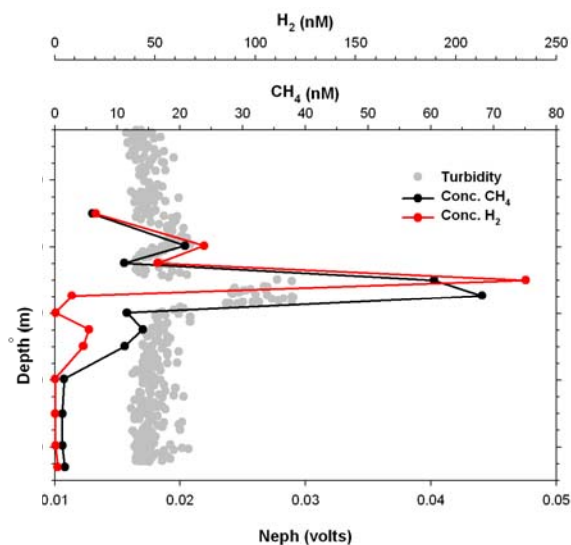 H2 (nM)
0 50 100 150 200 250
CH4 (nM)
0 10 20 30 40 50 60 70 80
Turbidity
Conc. CH4
Conc. H2
Depth (m)
0.01 0.02 0.03 0.04 0.05
Neph (volts)